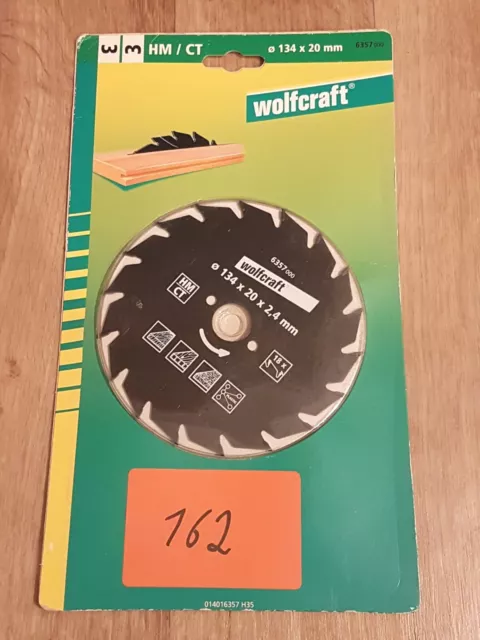 3 3 HM / CT ø 134 x 20 mm 6357 000
wolfcraft®
6357 000
wolfcraft
ø 134 x 20 x 2,4 mm
HM
CT
18 x
162
014016357 H35